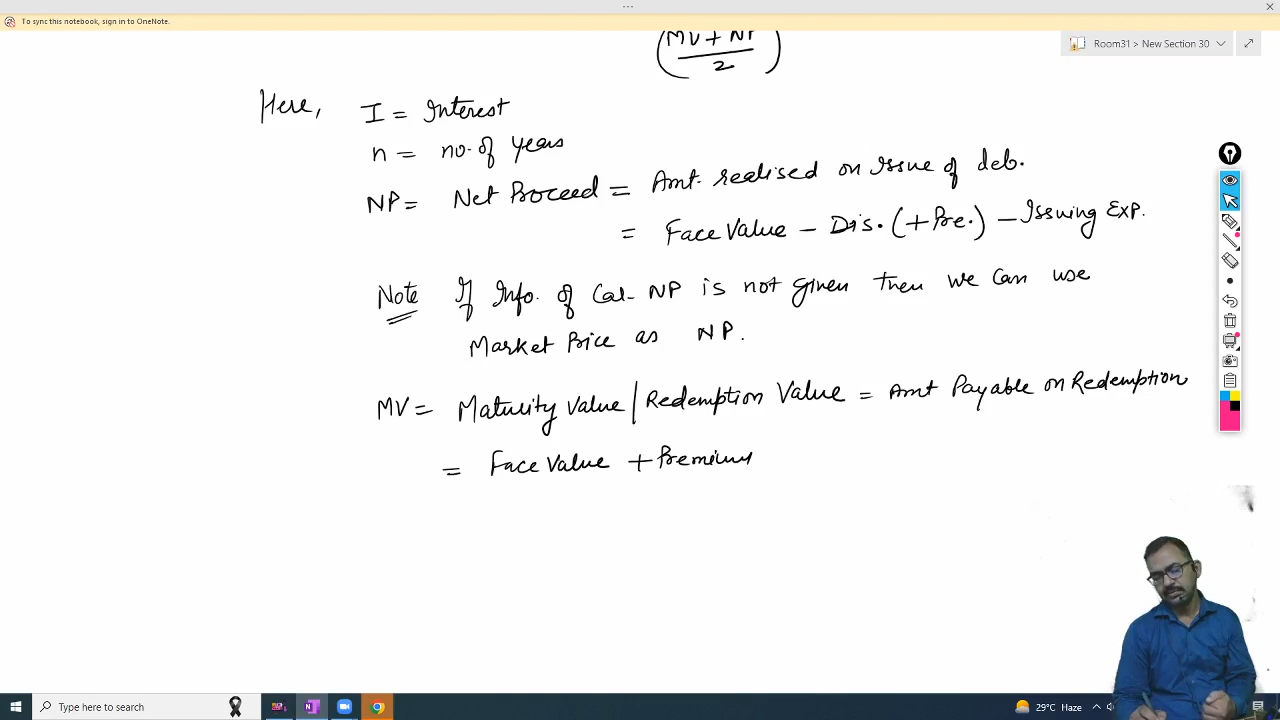 To sync this notebook, sign in to OneNote.
Room31 > New Section 30
(MV + NP / 2)
Here, I = Interest
n = no. of years
NP = Net Proceed = Amt. realised on Issue of deb.
= Face Value - Dis. (+ Pre.) - Issuing Exp.
Note If Info. of Cal. NP is not given then we can use
Market Price as NP.
MV = Maturity Value | Redemption Value = Amt Payable on Redemption
= Face Value + Premium
Type here to search
29°C Haze